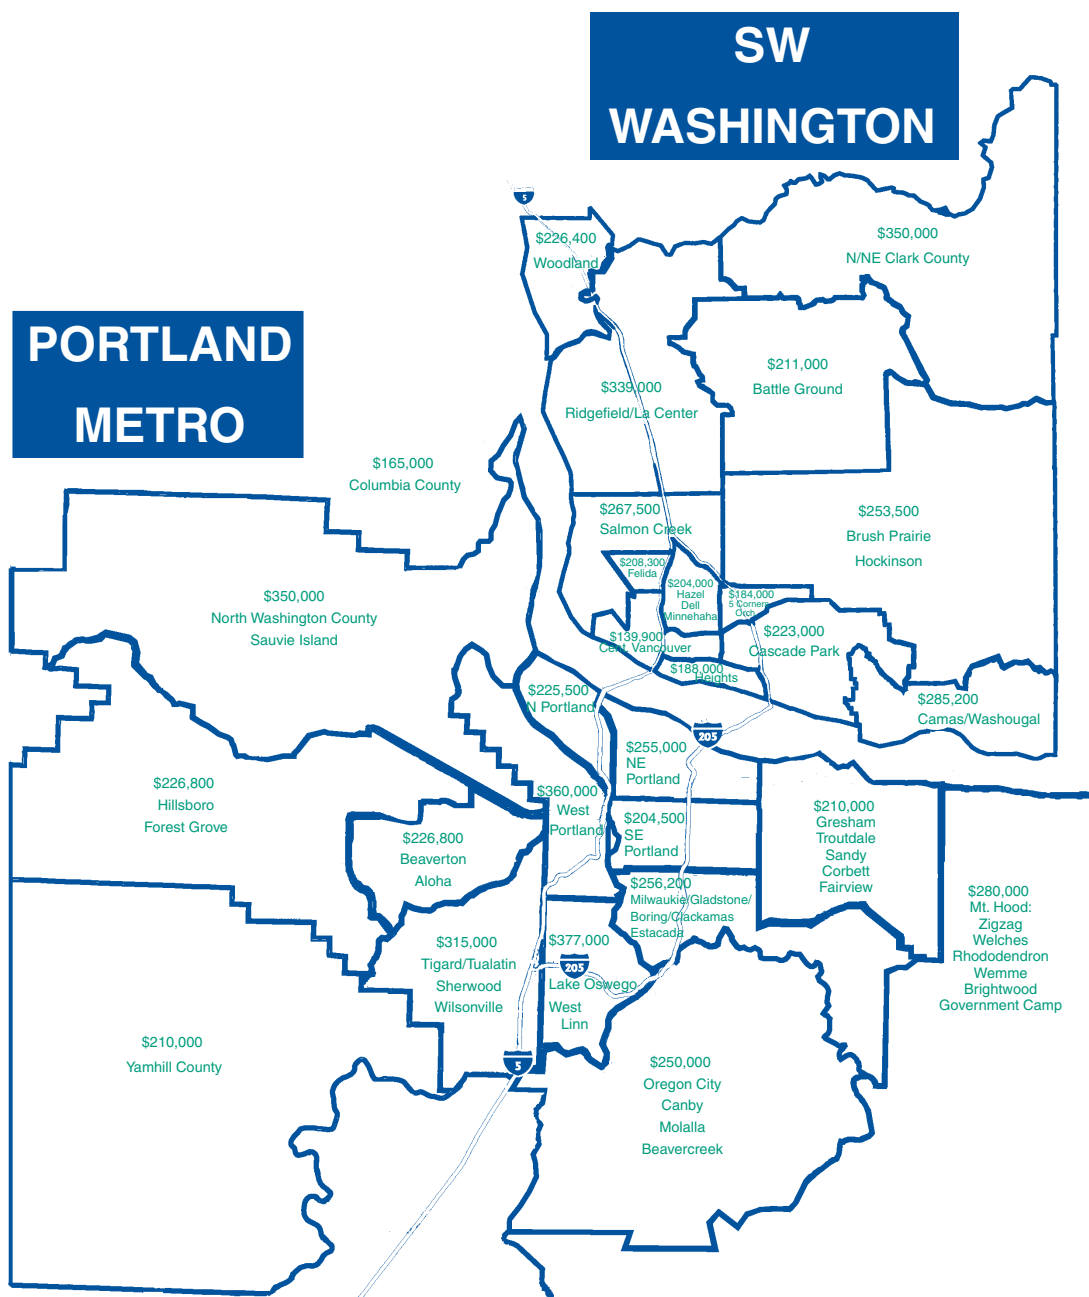 SW
WASHINGTON
5
$226,400
Woodland
$350,000
N/NE Clark County
PORTLAND
METRO
$211,000
Battle Ground
$339,000
Ridgefield/La Center
$165,000
Columbia County
$267,500
Salmon Creek
$253,500
Brush Prairie
Hockinson
$208,300
Felida
$204,000
Hazel
Dell
Minnehaha
$184,000
5 Corners
Orch.
$350,000
North Washington County
Sauvie Island
$139,900
Cent. Vancouver
$223,000
Cascade Park
$188,000
Heights
$285,200
Camas/Washougal
$225,500
N Portland
205
$255,000
NE
Portland
$226,800
Hillsboro
Forest Grove
$360,000
West
Portland
$204,500
SE
Portland
$210,000
Gresham
Troutdale
Sandy
Corbett
Fairview
$226,800
Beaverton
Aloha
$256,200
Milwaukie/Gladstone/
Boring/Clackamas
Estacada
$280,000
Mt. Hood:
Zigzag
Welches
Rhododendron
Wemme
Brightwood
Government Camp
$315,000
Tigard/Tualatin
Sherwood
Wilsonville
$377,000
205
Lake Oswego
West
Linn
$210,000
Yamhill County
5
$250,000
Oregon City
Canby
Molalla
Beavercreek